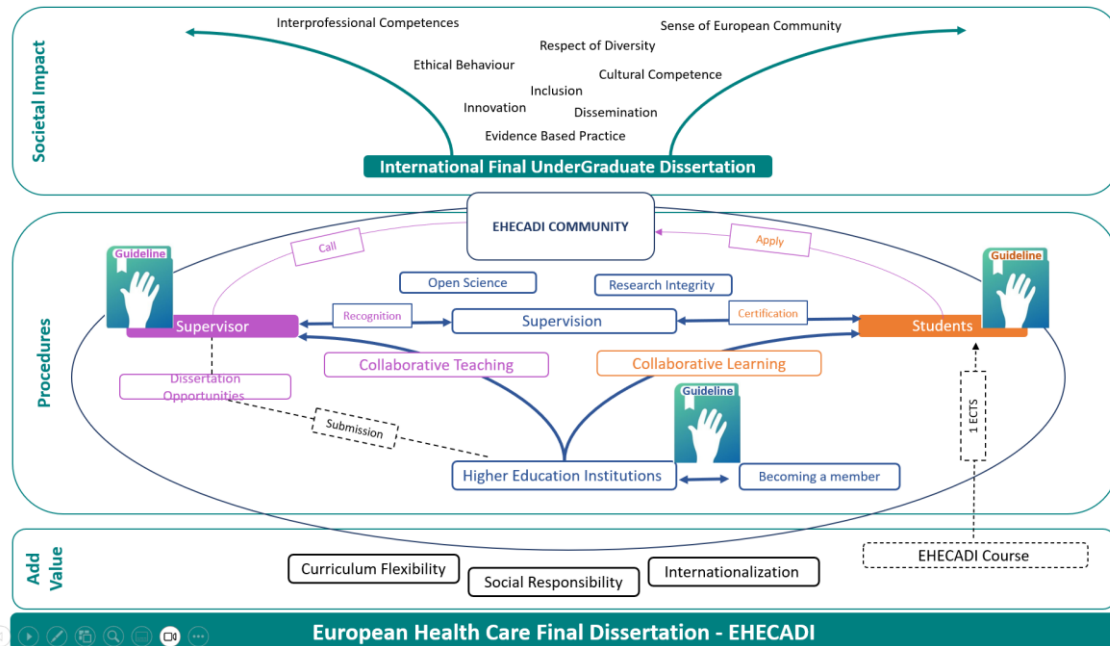 Societal Impact
Interprofessional Competences
Sense of European Community
Respect of Diversity
Ethical Behaviour
Cultural Competence
Inclusion
Innovation
Dissemination
Evidence Based Practice
International Final UnderGraduate Dissertation
Procedures
EHECADI COMMUNITY
Call
Apply
Guideline
Guideline
Open Science
Research Integrity
Supervisor
Recognition
Supervision
Certification
Students
Collaborative Teaching
Collaborative Learning
Dissertation
Opportunities
Guideline
Submission
1 ECTS
Higher Education Institutions
Becoming a member
Add
Value
EHECADI Course
Curriculum Flexibility
Social Responsibility
Internationalization
European Health Care Final Dissertation - EHECADI